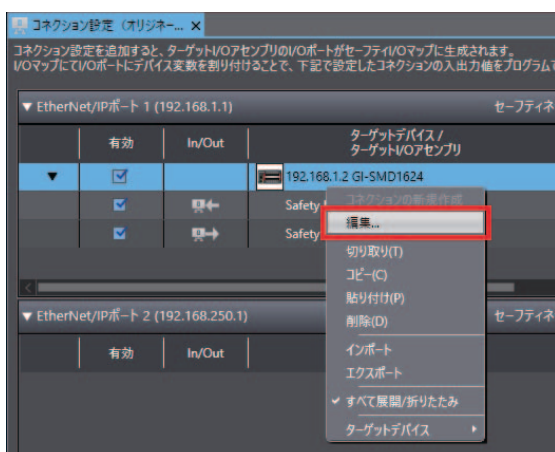 コネクション設定 (オリジネー... ×
コネクション設定を追加すると、ターゲットI/OアセンブリのI/OポートがセーフティI/Oマップに生成されます。
I/OマップにてI/Oポートにデバイス変数を割り付けることで、下記で設定したコネクションの入出力値をプログラムで
▼ EtherNet/IPポート 1 (192.168.1.1) セーフティネ
有効 In/Out ターゲットデバイス /
ターゲットI/Oアセンブリ
▼ 192.168.1.2 GI-SMD1624
Safety
Safety
コネクションの新規作成
編集...
切り取り(T)
コピー(C)
貼り付け(P)
削除(D)
インポート
エクスポート
✓ すべて展開/折りたたみ
ターゲットデバイス
▼ EtherNet/IPポート 2 (192.168.250.1) セーフティネ
有効 In/Out